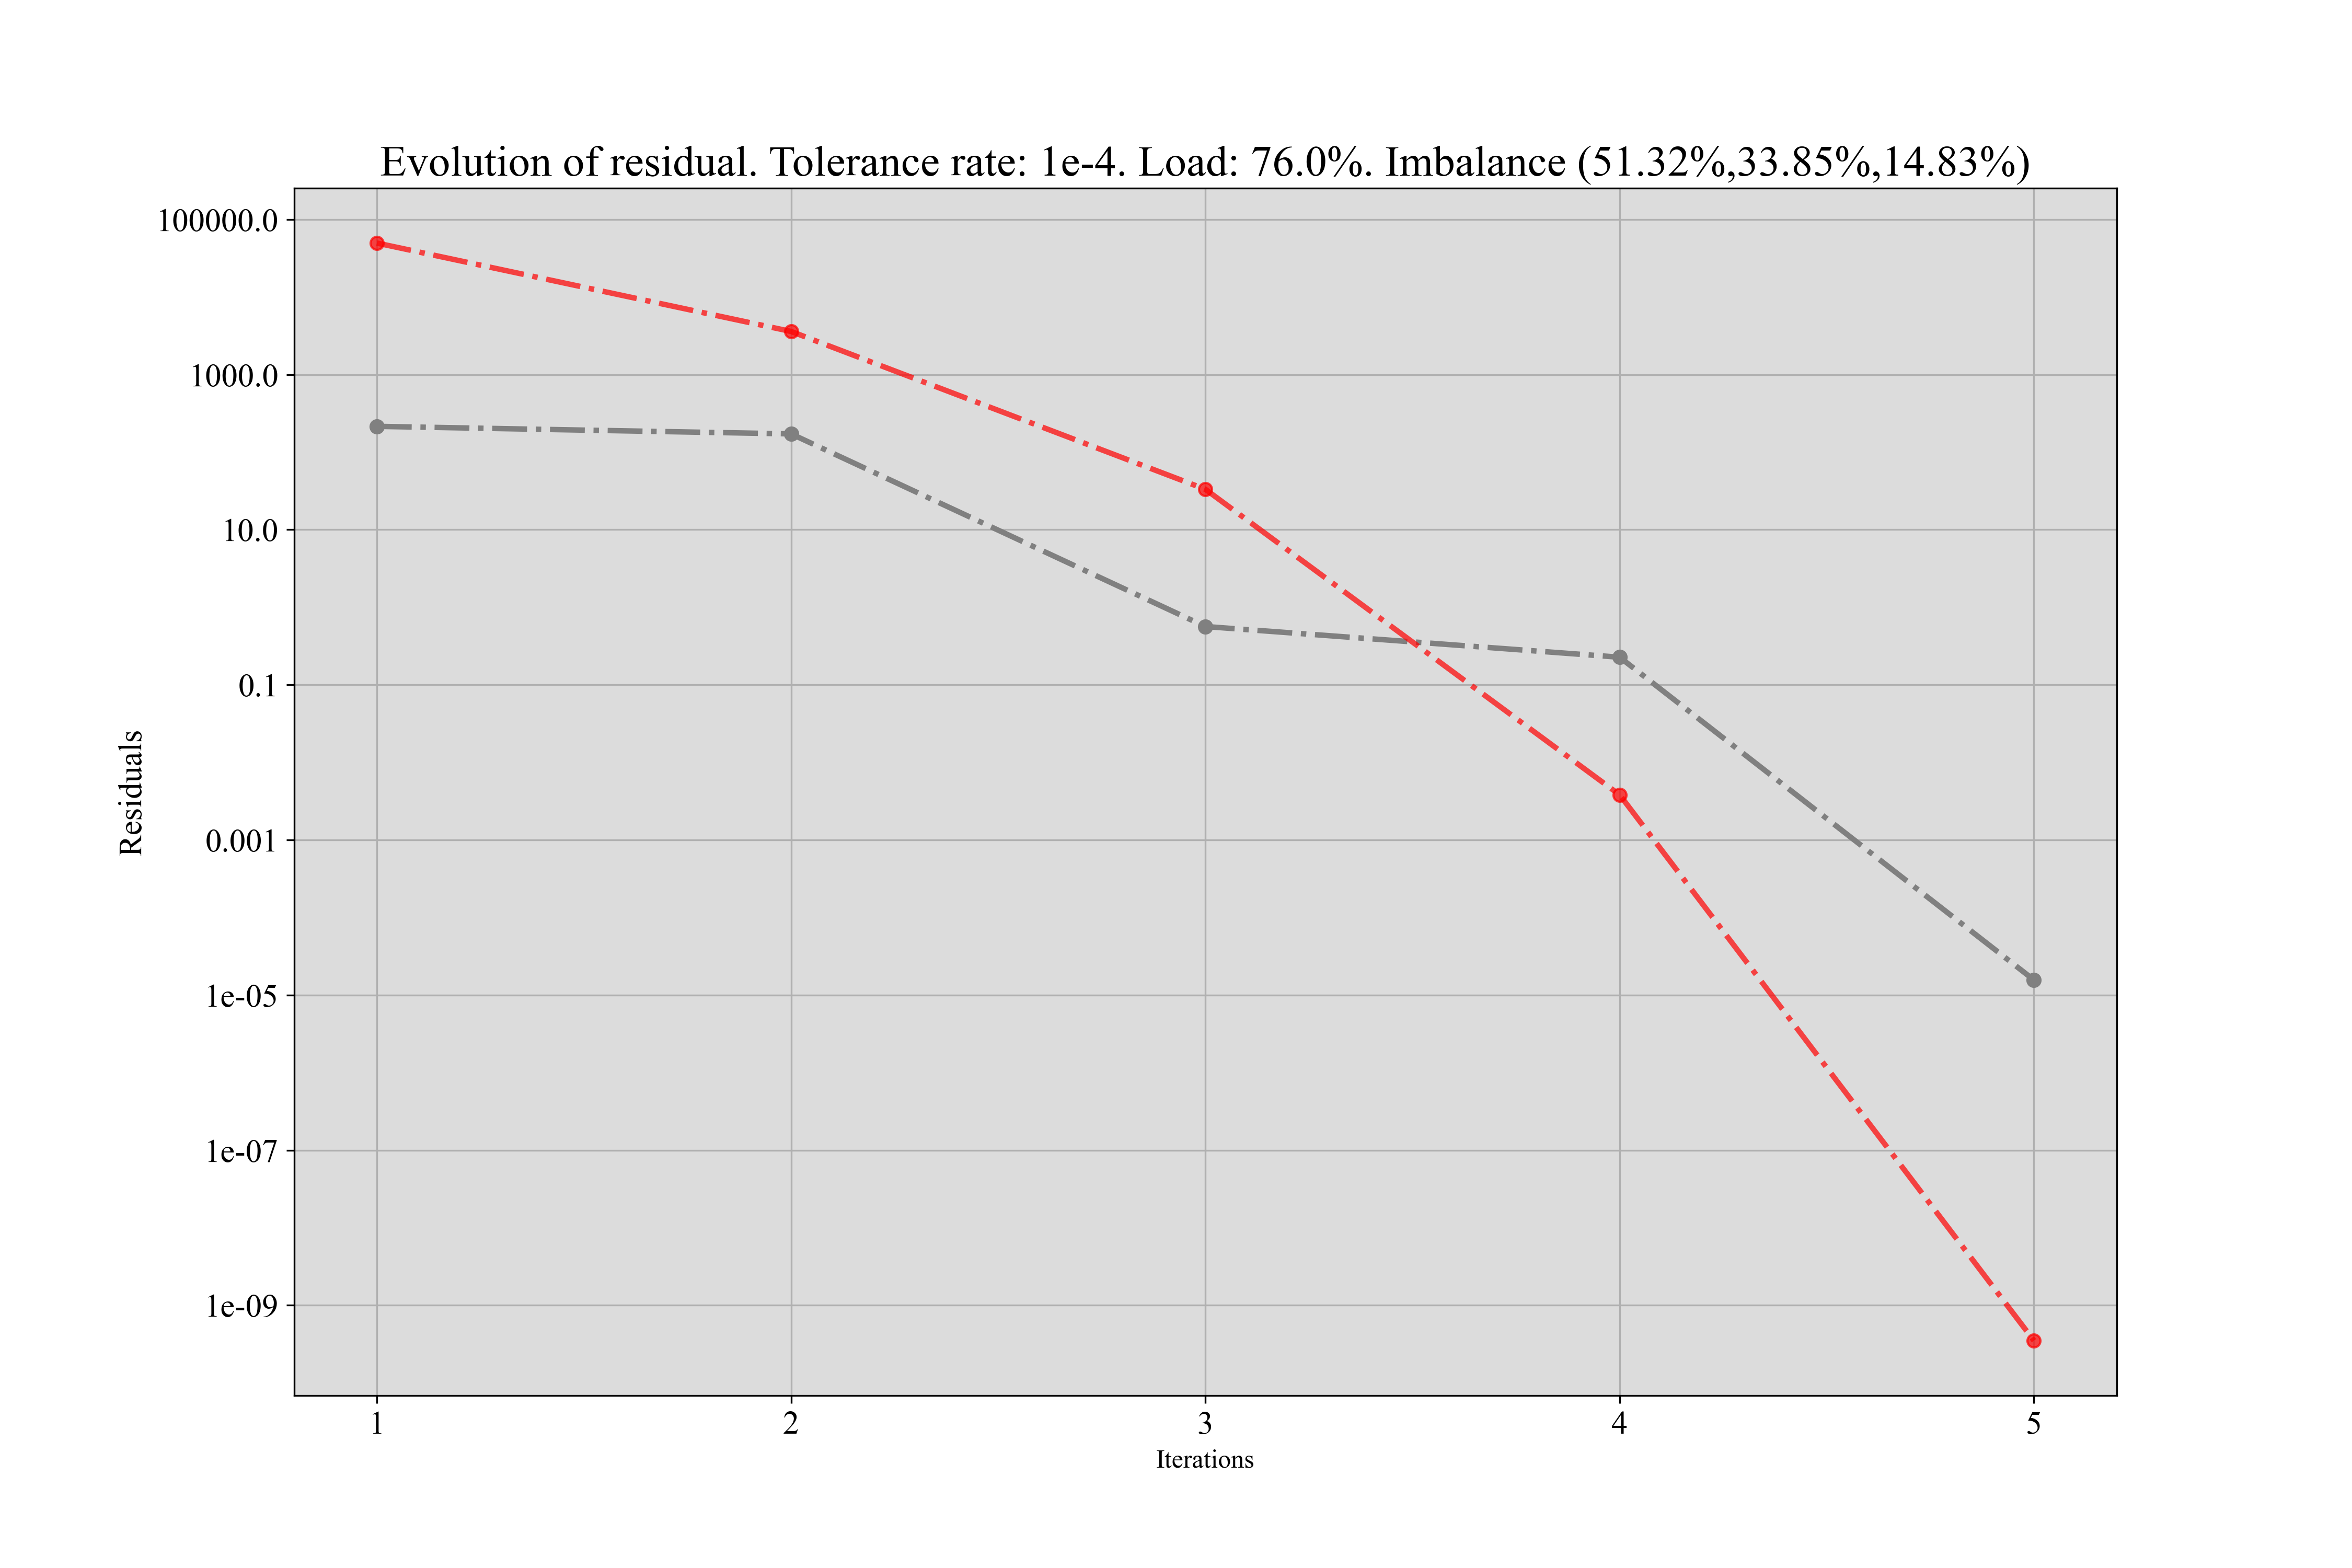 Evolution of residual. Tolerance rate: 1e-4. Load: 76.0%. Imbalance (51.32%,33.85%,14.83%)
100000.0
1000.0
10.0
0.1
0.001
1e-05
1e-07
1e-09
Residuals
1 2 3 4 5
Iterations